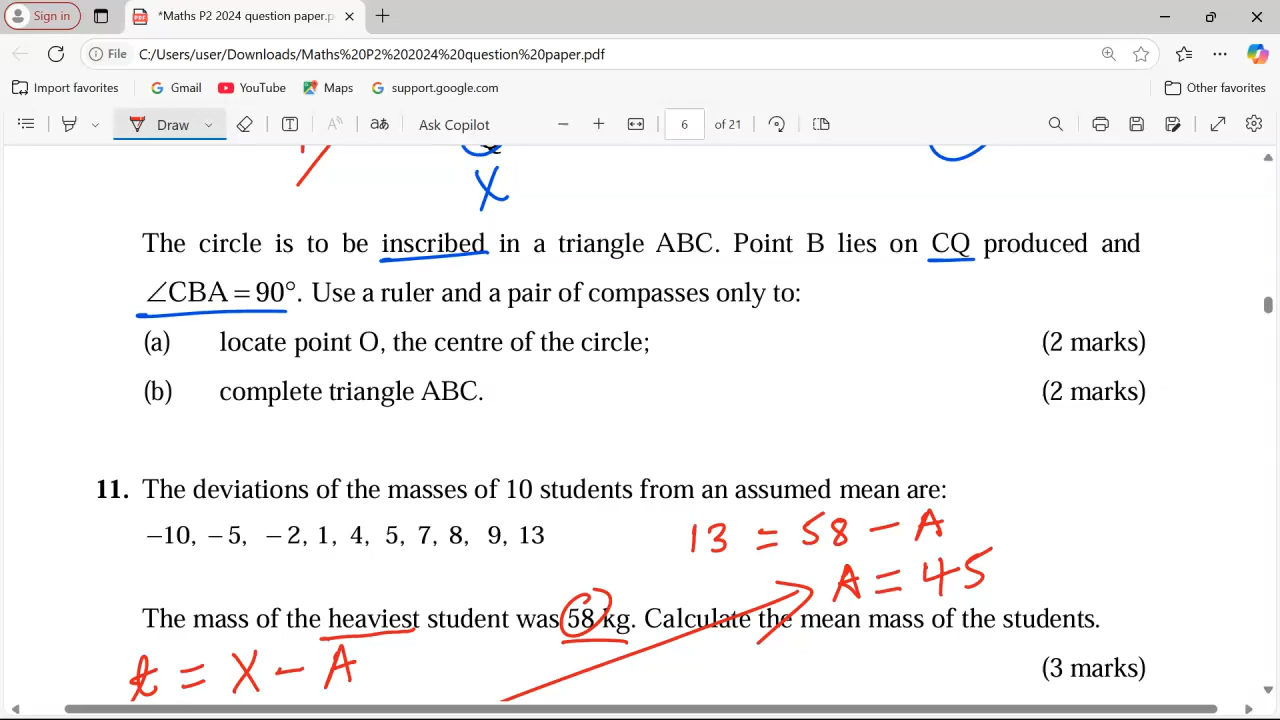 Sign in
*Maths P2 2024 question paper.p
File C:/Users/user/Downloads/Maths%20P2%202024%20question%20paper.pdf
Import favorites Gmail YouTube Maps support.google.com Other favorites
Draw Ask Copilot 6 of 21
X
The circle is to be inscribed in a triangle ABC. Point B lies on CQ produced and
∠CBA = 90°. Use a ruler and a pair of compasses only to:
(a) locate point O, the centre of the circle; (2 marks)
(b) complete triangle ABC. (2 marks)
11. The deviations of the masses of 10 students from an assumed mean are:
−10, −5, −2, 1, 4, 5, 7, 8, 9, 13
13 = 58 − A
A = 45
The mass of the heaviest student was 58 kg. Calculate the mean mass of the students.
(3 marks)
t = X − A